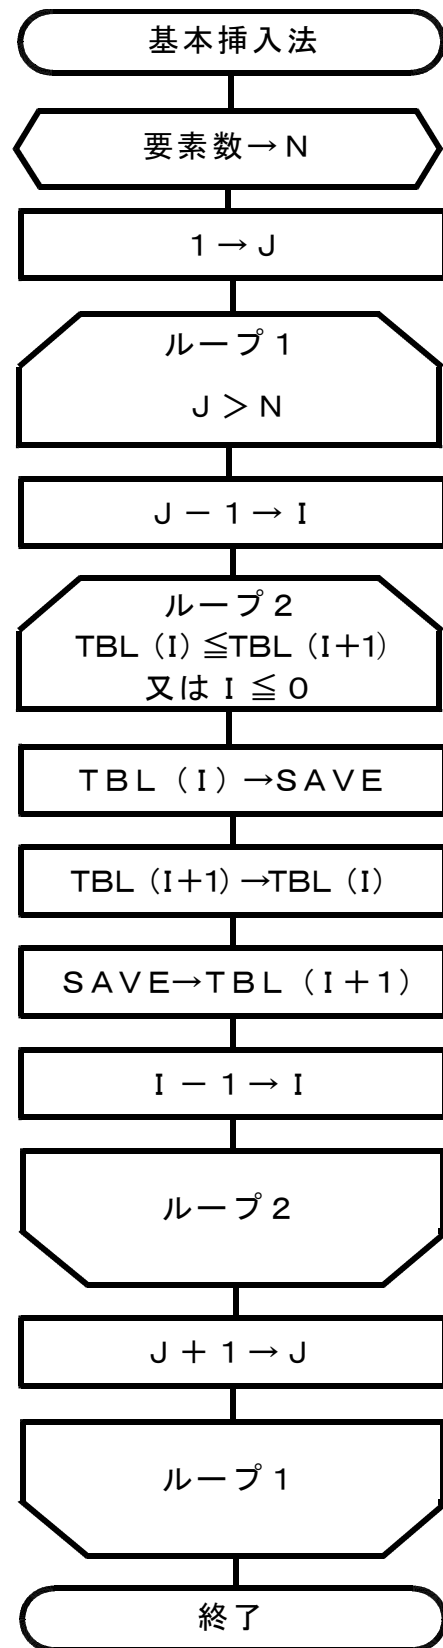 基本挿入法
要素数→N
1→J
ループ1
J>N
J-1→I
ループ2
TBL(I)≦TBL(I+1)
又はI≦0
TBL(I)→SAVE
TBL(I+1)→TBL(I)
SAVE→TBL(I+1)
I-1→I
ループ2
J+1→J
ループ1
終了